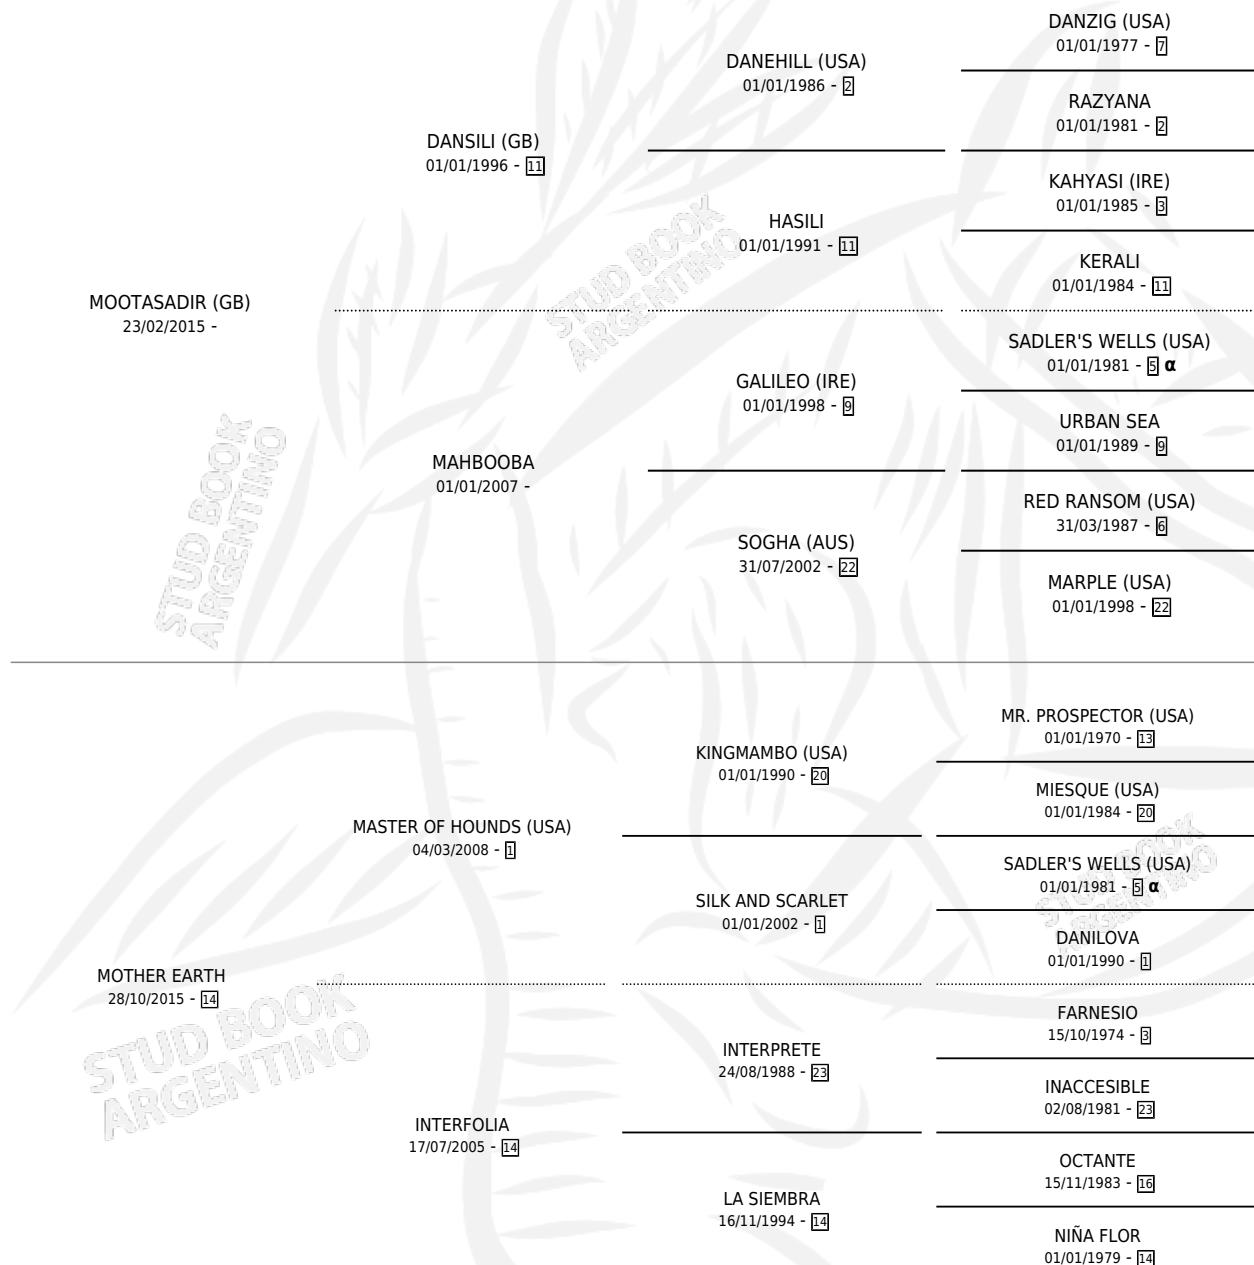 DANZIG (USA)
01/01/1977 - 7
DANEHILL (USA)
01/01/1986 - 2
RAZYANA
01/01/1981 - 2
DANSILI (GB)
01/01/1996 - 11
KAHYASI (IRE)
01/01/1985 - 3
HASILI
01/01/1991 - 11
KERALI
01/01/1984 - 11
MOOTASADIR (GB)
23/02/2015 -
SADLER'S WELLS (USA)
01/01/1981 - 5 α
GALILEO (IRE)
01/01/1998 - 9
URBAN SEA
01/01/1989 - 9
MAHBOOBA
01/01/2007 -
RED RANSOM (USA)
31/03/1987 - 6
SOGHA (AUS)
31/07/2002 - 22
MARPLE (USA)
01/01/1998 - 22
MR. PROSPECTOR (USA)
01/01/1970 - 13
KINGMAMBO (USA)
01/01/1990 - 20
MIESQUE (USA)
01/01/1984 - 20
MASTER OF HOUNDS (USA)
04/03/2008 - 1
SADLER'S WELLS (USA)
01/01/1981 - 5 α
SILK AND SCARLET
01/01/2002 - 1
DANILOVA
01/01/1990 - 1
MOTHER EARTH
28/10/2015 - 14
FARNESIO
15/10/1974 - 3
INTERPRETE
24/08/1988 - 23
INACCESIBLE
02/08/1981 - 23
INTERFOLIA
17/07/2005 - 14
OCTANTE
15/11/1983 - 16
LA SIEMBRA
16/11/1994 - 14
NIÑA FLOR
01/01/1979 - 14
STUD BOOK
ARGENTINO
STUD BOOK
ARGENTINO
STUD BOOK
ARGENTINO
STUD BOOK
ARGENTINO